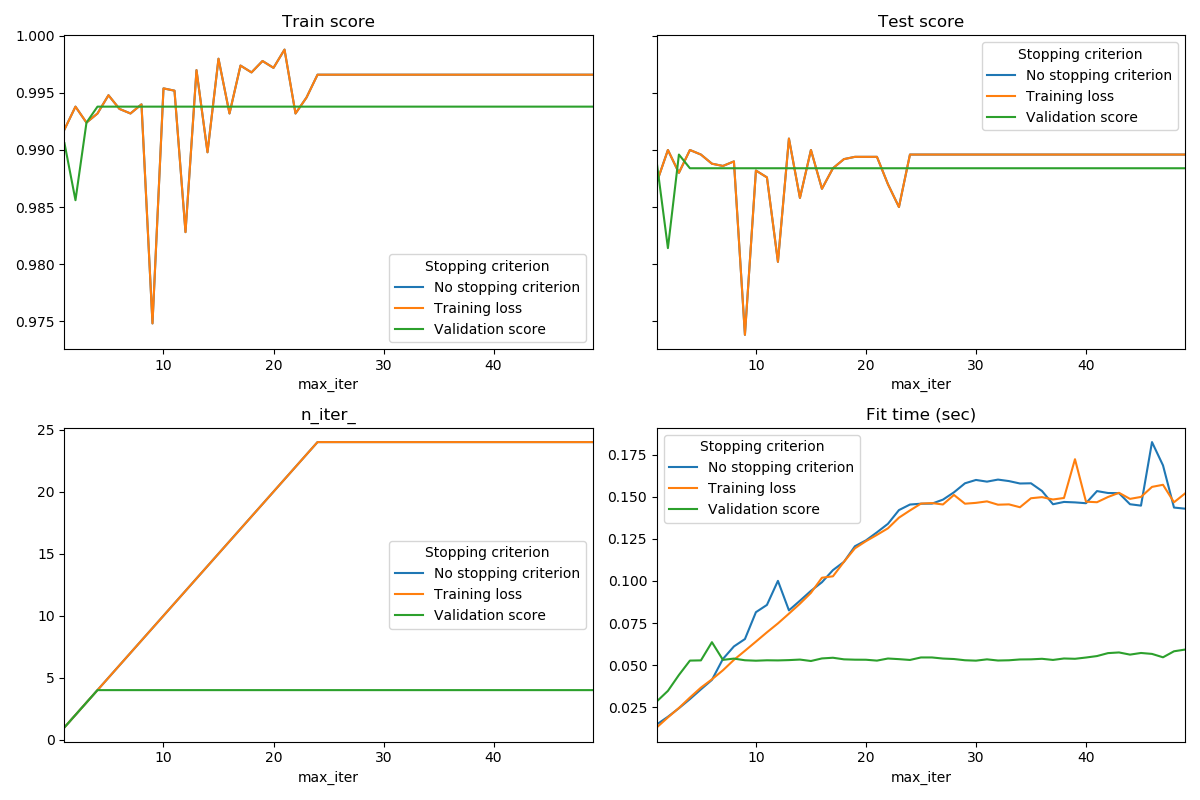 Train score
1.000
0.995
0.990
0.985
0.980
0.975
Stopping criterion
No stopping criterion
Training loss
Validation score
10 20 30 40
max_iter
Test score
Stopping criterion
No stopping criterion
Training loss
Validation score
10 20 30 40
max_iter
n_iter_
25
20
15
10
5
0
Stopping criterion
No stopping criterion
Training loss
Validation score
10 20 30 40
max_iter
Fit time (sec)
Stopping criterion
No stopping criterion
Training loss
Validation score
0.175
0.150
0.125
0.100
0.075
0.050
0.025
10 20 30 40
max_iter